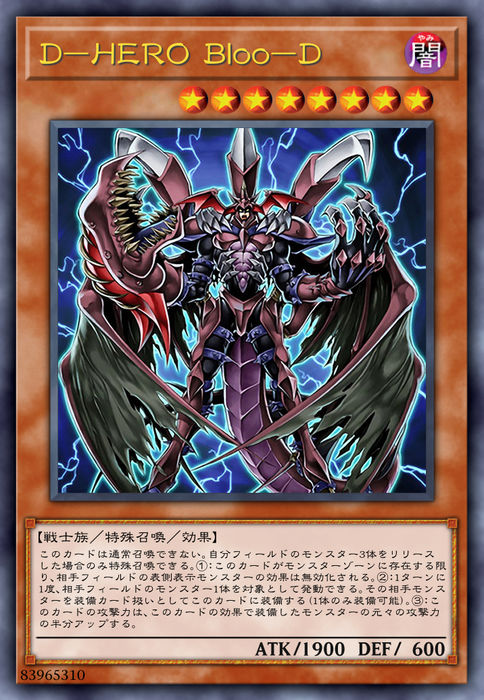 D-HERO Bloo-D
やみ
闇
【戦士族／特殊召喚／効果】
このカードは通常召喚できない。自分フィールドのモンスター3体をリリース
した場合のみ特殊召喚できる。①:このカードがモンスターゾーンに存在する限
り、相手フィールドの表側表示モンスターの効果は無効化される。②:1ターンに
1度、相手フィールドのモンスター1体を対象として発動できる。その相手モンス
ターを装備カード扱いとしてこのカードに装備する(1体のみ装備可能)。③:こ
のカードの攻撃力は、このカードの効果で装備したモンスターの元々の攻撃力
の半分アップする。
ATK/1900 DEF/ 600
83965310